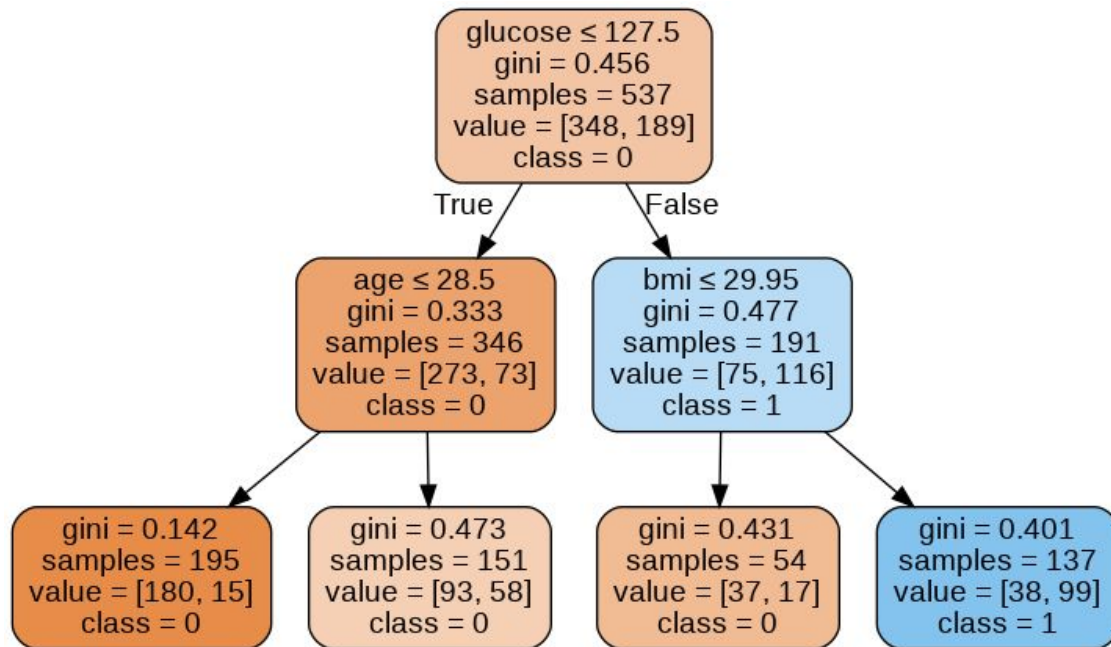 glucose ≤ 127.5
gini = 0.456
samples = 537
value = [348, 189]
class = 0
True
False
age ≤ 28.5
gini = 0.333
samples = 346
value = [273, 73]
class = 0
bmi ≤ 29.95
gini = 0.477
samples = 191
value = [75, 116]
class = 1
gini = 0.142
samples = 195
value = [180, 15]
class = 0
gini = 0.473
samples = 151
value = [93, 58]
class = 0
gini = 0.431
samples = 54
value = [37, 17]
class = 0
gini = 0.401
samples = 137
value = [38, 99]
class = 1